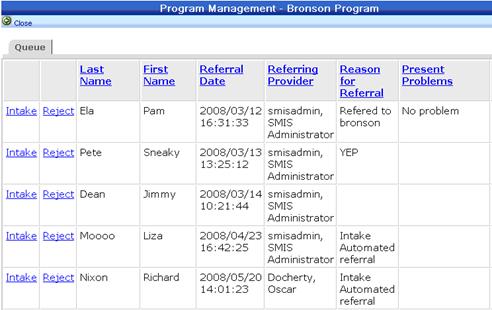 Program Management - Bronson Program
Close
Queue
Last Name First Name Referral Date Referring Provider Reason for Referral Present Problems
Intake Reject Ela Pam 2008/03/12 16:31:33 smisadmin, SMIS Administrator Refered to bronson No problem
Intake Reject Pete Sneaky 2008/03/13 13:25:12 smisadmin, SMIS Administrator YEP
Intake Reject Dean Jimmy 2008/03/14 10:21:44 smisadmin, SMIS Administrator
Intake Reject Moooo Liza 2008/04/23 16:42:25 smisadmin, SMIS Administrator Intake Automated referral
Intake Reject Nixon Richard 2008/05/20 14:01:23 Docherty, Oscar Intake Automated referral